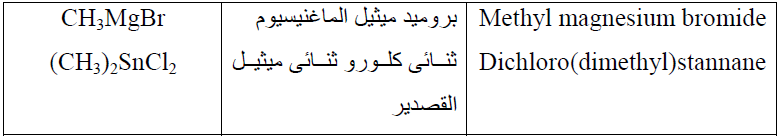 CH₃MgBr
(CH₃)₂SnCl₂
بروميد ميثيل الماغنيسيوم
ثنائى كلورو ثنائى ميثيل
القصدير
Methyl magnesium bromide
Dichloro(dimethyl)stannane